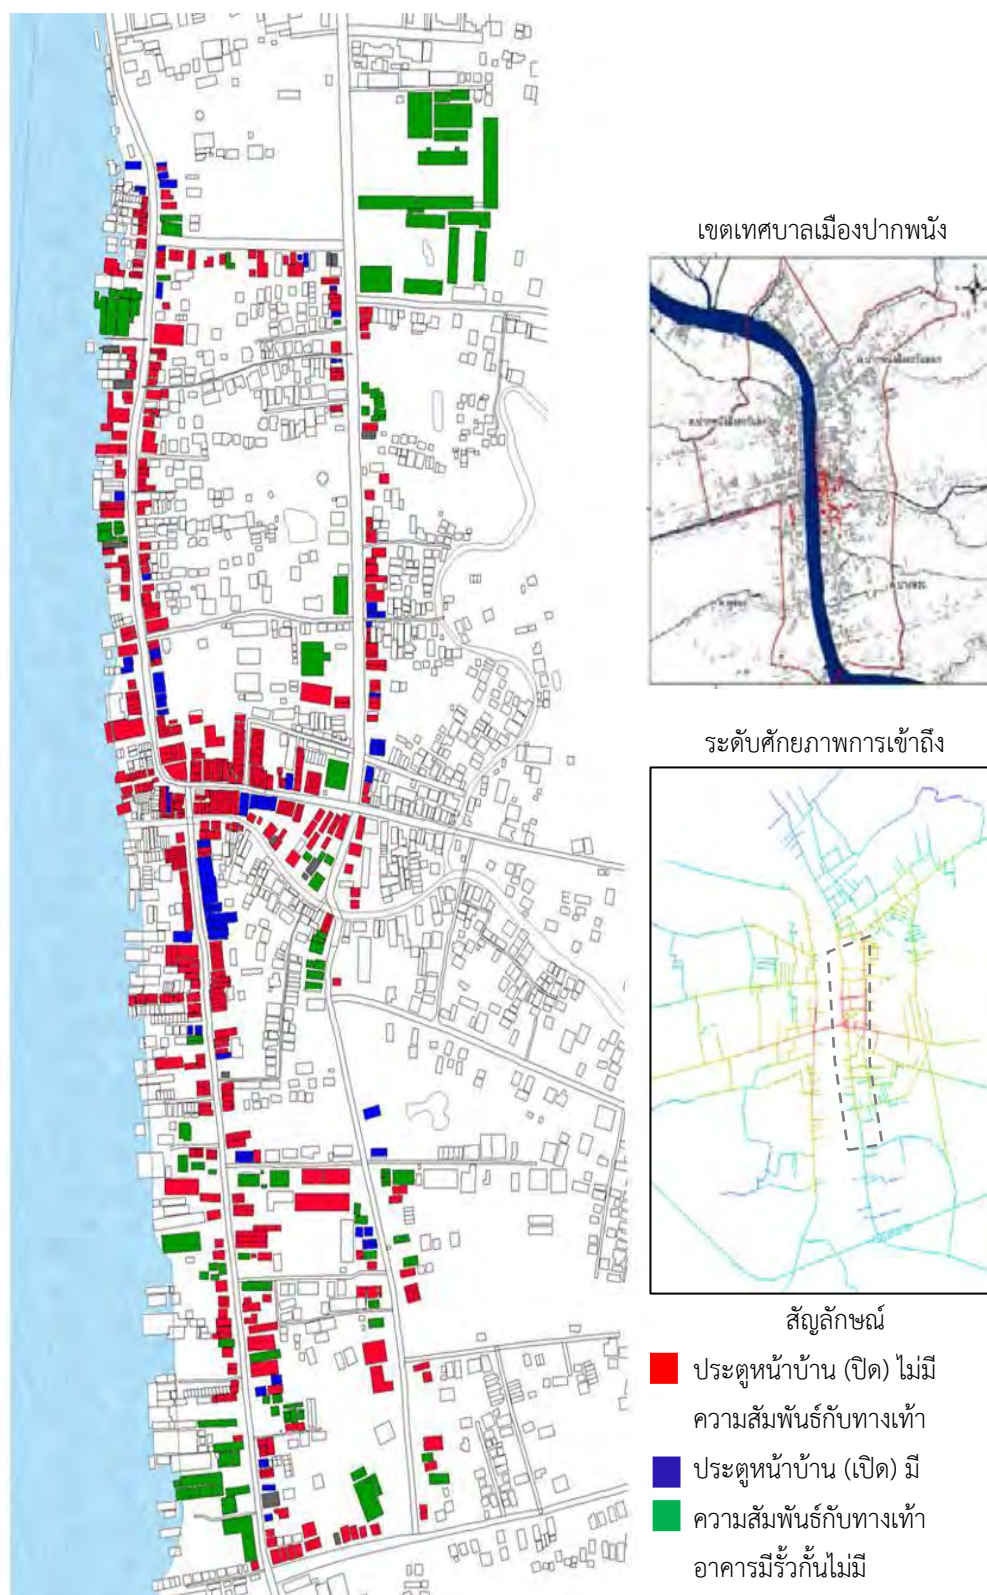 เขตเทศบาลเมืองปากพนัง
ระดับศักยภาพการเข้าถึง
สัญลักษณ์
ประตูหน้าบ้าน (ปิด) ไม่มี
ความสัมพันธ์กับทางเท้า
ประตูหน้าบ้าน (เปิด) มี
ความสัมพันธ์กับทางเท้า
อาคารมีรั้วกั้นไม่มี